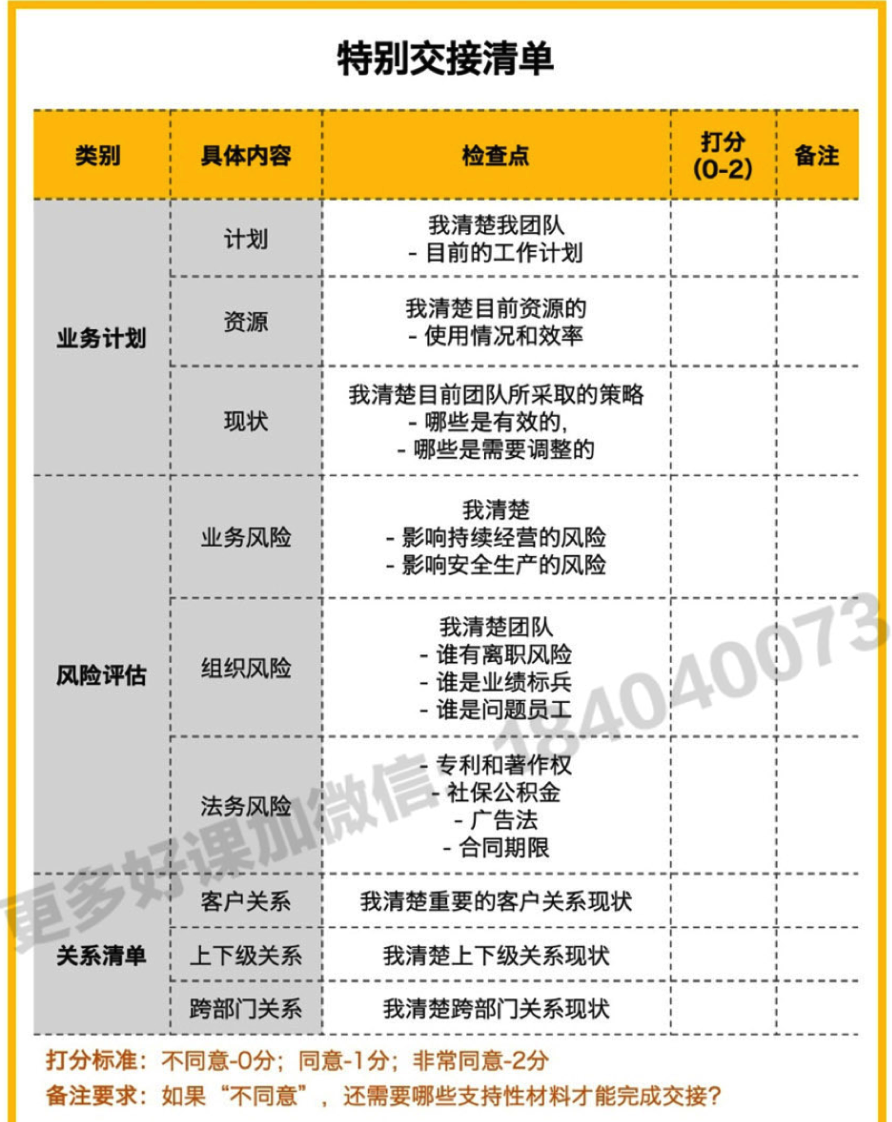 特别交接清单
类别 具体内容 检查点 打分 备注
(0-2)
业务计划
计划
我清楚我团队
- 目前的工作计划
资源
我清楚目前资源的
- 使用情况和效率
现状
我清楚目前团队所采取的策略
- 哪些是有效的,
- 哪些是需要调整的
风险评估
业务风险
我清楚
- 影响持续经营的风险
- 影响安全生产的风险
组织风险
我清楚团队
- 谁有离职风险
- 谁是业绩标兵
- 谁是问题员工
法务风险
- 专利和著作权
- 社保公积金
- 广告法
- 合同期限
关系清单
客户关系 我清楚重要的客户关系现状
上下级关系 我清楚上下级关系现状
跨部门关系 我清楚跨部门关系现状
打分标准：不同意-0分；同意-1分；非常同意-2分
备注要求：如果“不同意”，还需要哪些支持性材料才能完成交接？
更多好课加微信：184040073